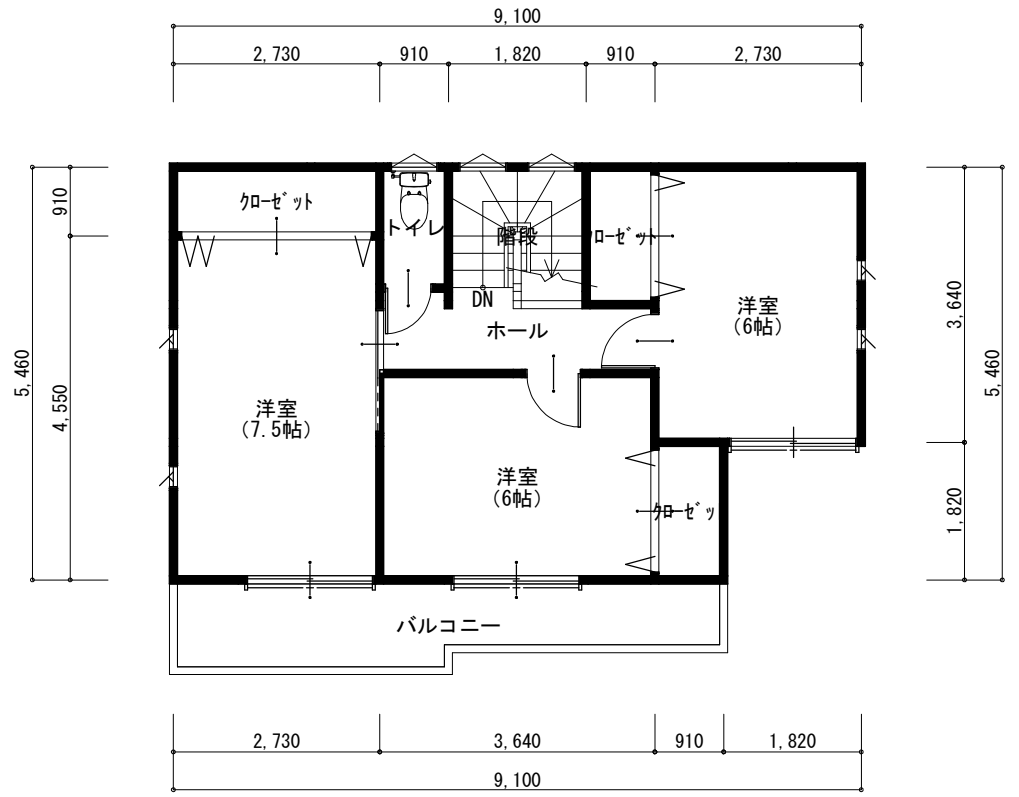 9,100
2,730
910
1,820
910
2,730
910
5,460
4,550
クローゼット
トイレ
階段
クローゼット
DN
ホール
洋室
(6帖)
3,640
5,460
1,820
洋室
(7.5帖)
洋室
(6帖)
クローゼッ
バルコニー
2,730
3,640
910
1,820
9,100